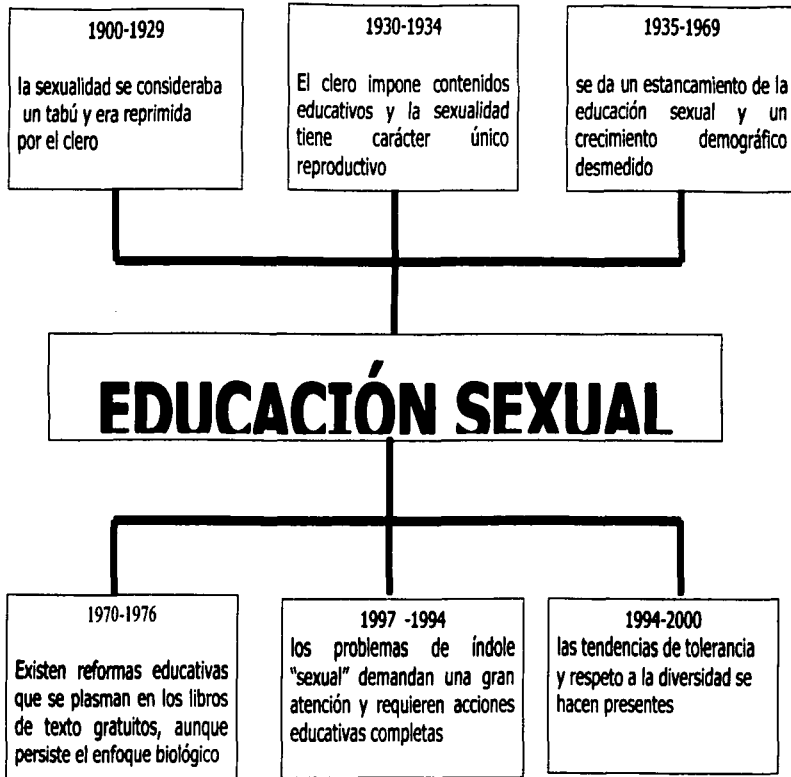 1900-1929
la sexualidad se consideraba
un tabú y era reprimida
por el clero
1930-1934
El clero impone contenidos
educativos y la sexualidad
tiene carácter único
reproductivo
1935-1969
se da un estancamiento de la
educación sexual y un
crecimiento demográfico
desmedido
EDUCACIÓN SEXUAL
1970-1976
Existen reformas educativas
que se plasman en los libros
de texto gratuitos, aunque
persiste el enfoque biológico
1997 -1994
los problemas de índole
"sexual" demandan una gran
atención y requieren acciones
educativas completas
1994-2000
las tendencias de tolerancia
y respeto a la diversidad se
hacen presentes